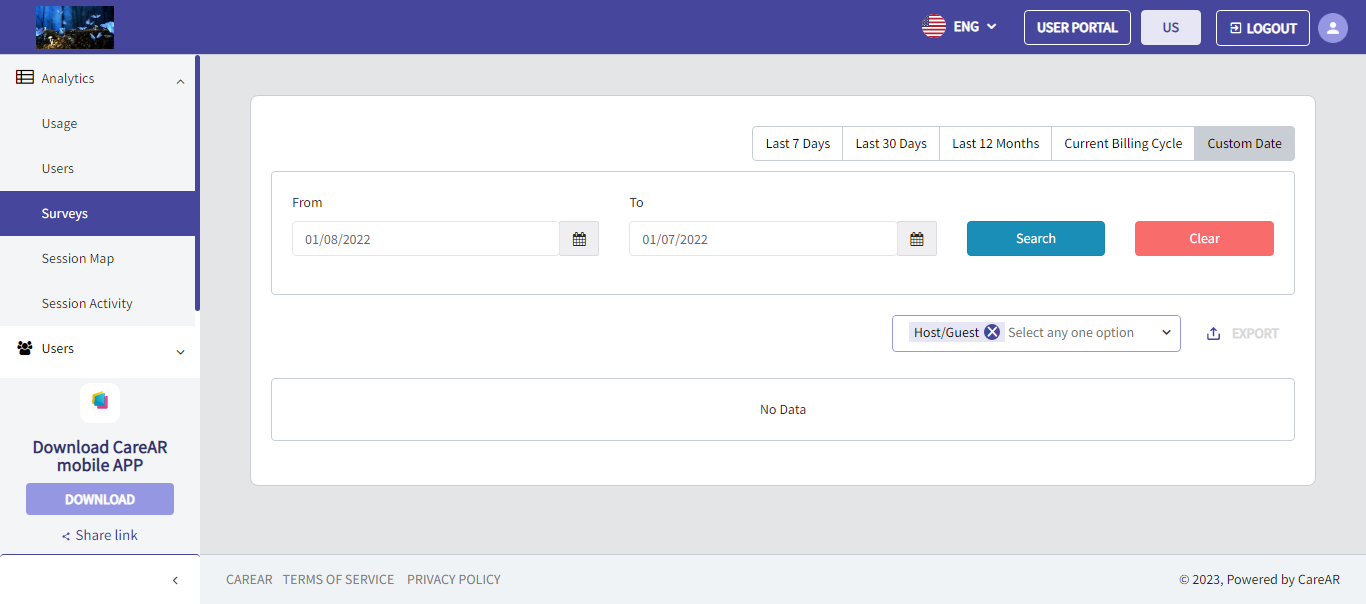 ENG
USER PORTAL
US
LOGOUT
Analytics
Usage
Users
Surveys
Session Map
Session Activity
Users
Download CareAR
mobile APP
DOWNLOAD
Share link
Last 7 Days
Last 30 Days
Last 12 Months
Current Billing Cycle
Custom Date
From
To
01/08/2022
01/07/2022
Search
Clear
Host/Guest
Select any one option
EXPORT
No Data
CAREAR
TERMS OF SERVICE
PRIVACY POLICY
© 2023, Powered by CareAR